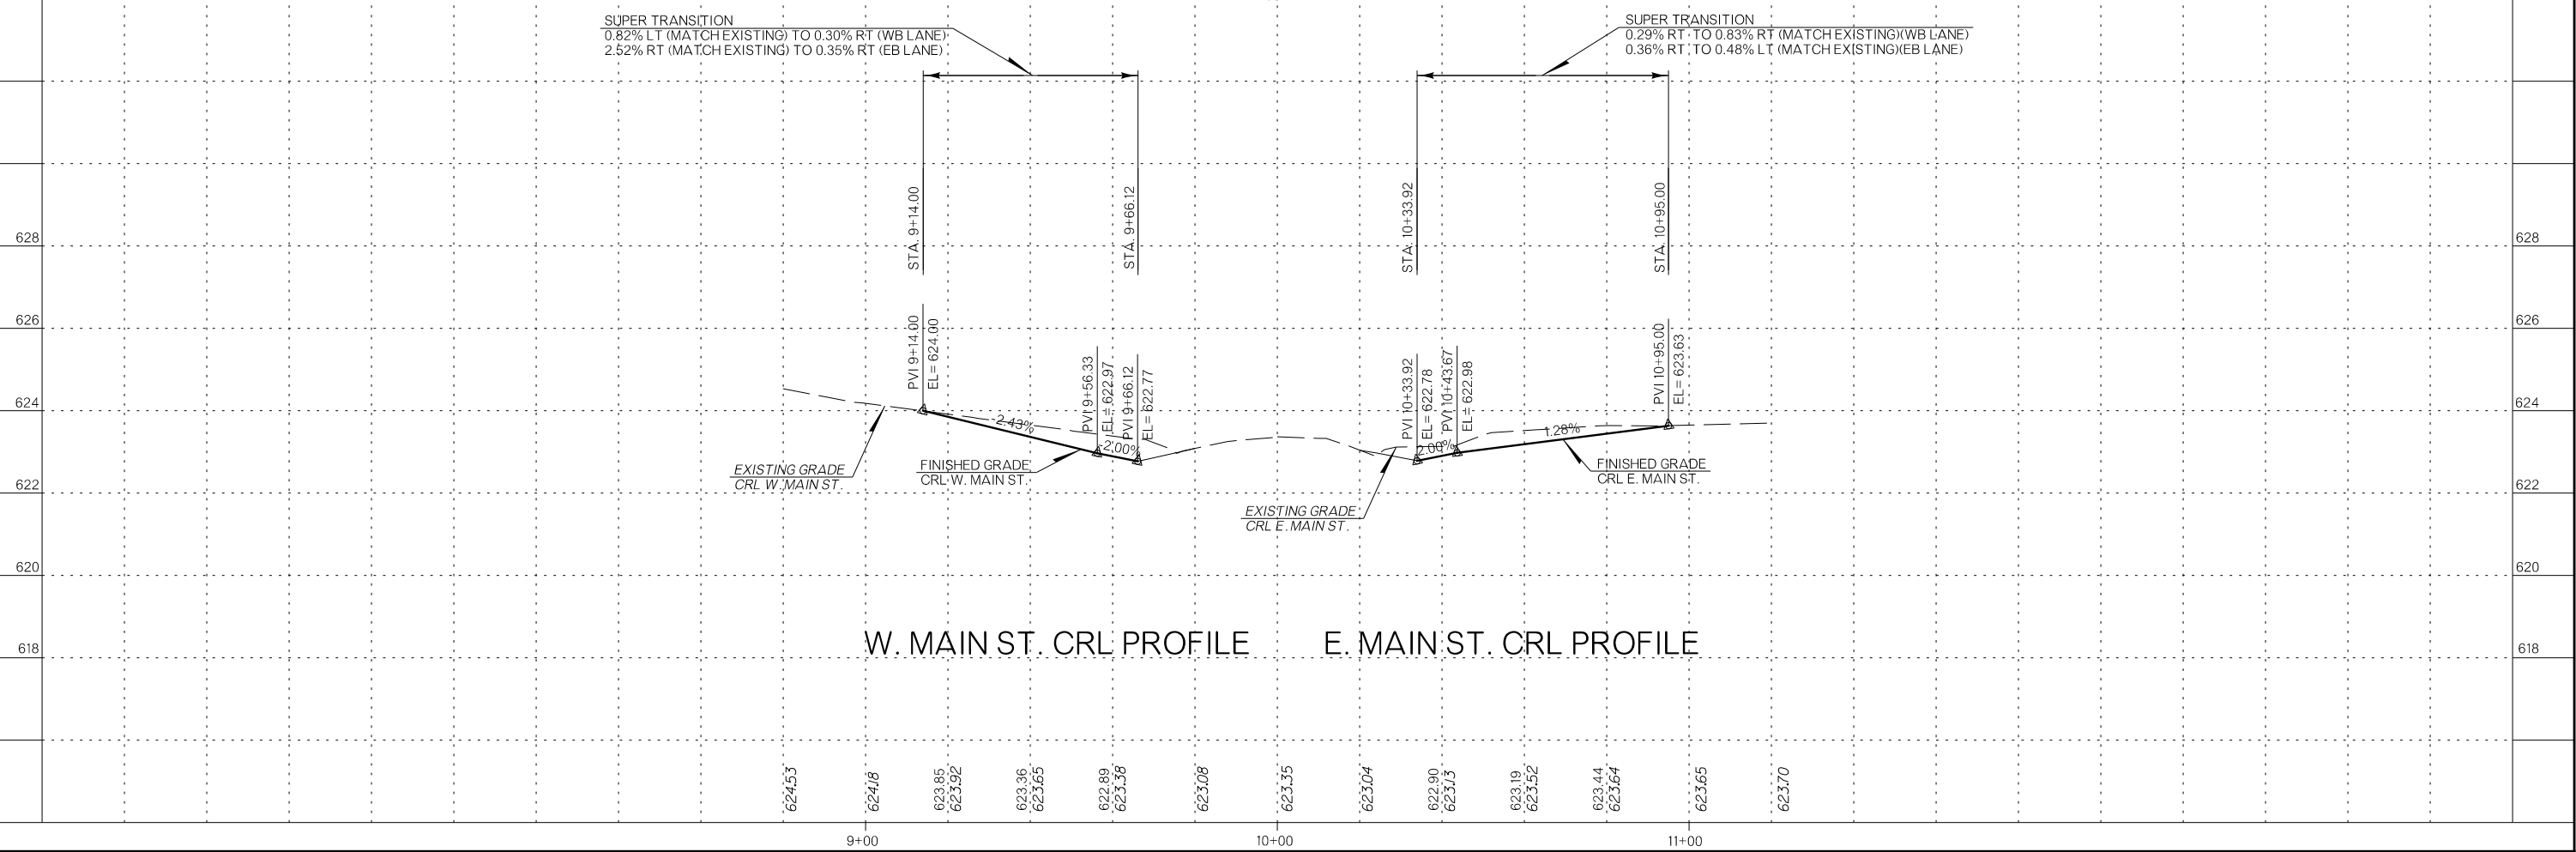 SUPER TRANSITION
0.82% LT (MATCH EXISTING) TO 0.30% RT (WB LANE)
2.52% RT (MATCH EXISTING) TO 0.35% RT (EB LANE)
SUPER TRANSITION
0.29% RT TO 0.83% RT (MATCH EXISTING)(WB LANE)
0.36% RT TO 0.48% LT (MATCH EXISTING)(EB LANE)
STA. 9+14.00
STA. 9+66.12
STA. 10+33.92
STA. 10+95.00
628
628
626
626
PVI 9+14.00
EL= 624.00
PVI 9+56.33
EL= 622.97
PVI 9+66.12
EL= 622.77
PVI 10+33.92
EL= 622.78
PVI 10+43.67
EL= 622.98
PVI 10+95.00
EL= 623.63
624
624
-2.43%
-2.00%
2.00%
1.28%
EXISTING GRADE
CRL W. MAIN ST.
FINISHED GRADE
CRL W. MAIN ST.
FINISHED GRADE
CRL E. MAIN ST.
622
622
EXISTING GRADE
CRL E. MAIN ST.
620
620
W. MAIN ST. CRL PROFILE
E. MAIN ST. CRL PROFILE
618
618
624.53
624.18
623.85
623.92
623.36
623.65
622.89
623.38
623.08
623.35
623.04
622.90
623.13
623.19
623.52
623.44
623.64
623.65
623.70
9+00
10+00
11+00